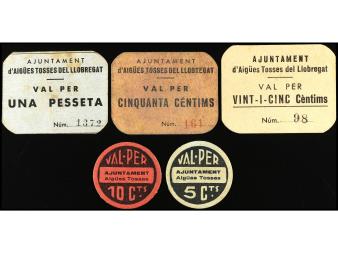 AJUNTAMENT
d'AIGÜES TOSSES DEL LLOBREGAT
VAL PER
UNA PESSETA
Núm. 1372
AJUNTAMENT
d'AIGÜES TOSSES DEL LLOBREGAT
VAL PER
CINQUANTA CÈNTIMS
Núm. 161
AJUNTAMENT
d'Aigües Tosses del Llobregat
VAL PER
VINT-I-CINC Cèntims
Núm. 98
VAL-PER
AJUNTAMENT
Aigües Tosses
10 CTS
VAL-PER
AJUNTAMENT
Aigües Tosses
5 CTS